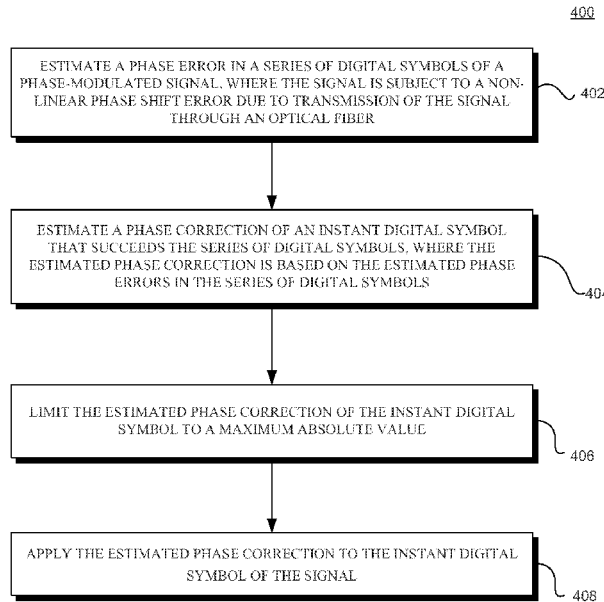 400
ESTIMATE A PHASE ERROR IN A SERIES OF DIGITAL SYMBOLS OF A
PHASE-MODULATED SIGNAL, WHERE THE SIGNAL IS SUBJECT TO A NON-
LINEAR PHASE SHIFT ERROR DUE TO TRANSMISSION OF THE SIGNAL
THROUGH AN OPTICAL FIBER
402
ESTIMATE A PHASE CORRECTION OF AN INSTANT DIGITAL SYMBOL
THAT SUCCEEDS THE SERIES OF DIGITAL SYMBOLS, WHERE THE
ESTIMATED PHASE CORRECTION IS BASED ON THE ESTIMATED PHASE
ERRORS IN THE SERIES OF DIGITAL SYMBOLS
404
LIMIT THE ESTIMATED PHASE CORRECTION OF THE INSTANT DIGITAL
SYMBOL TO A MAXIMUM ABSOLUTE VALUE
406
APPLY THE ESTIMATED PHASE CORRECTION TO THE INSTANT DIGITAL
SYMBOL OF THE SIGNAL
408